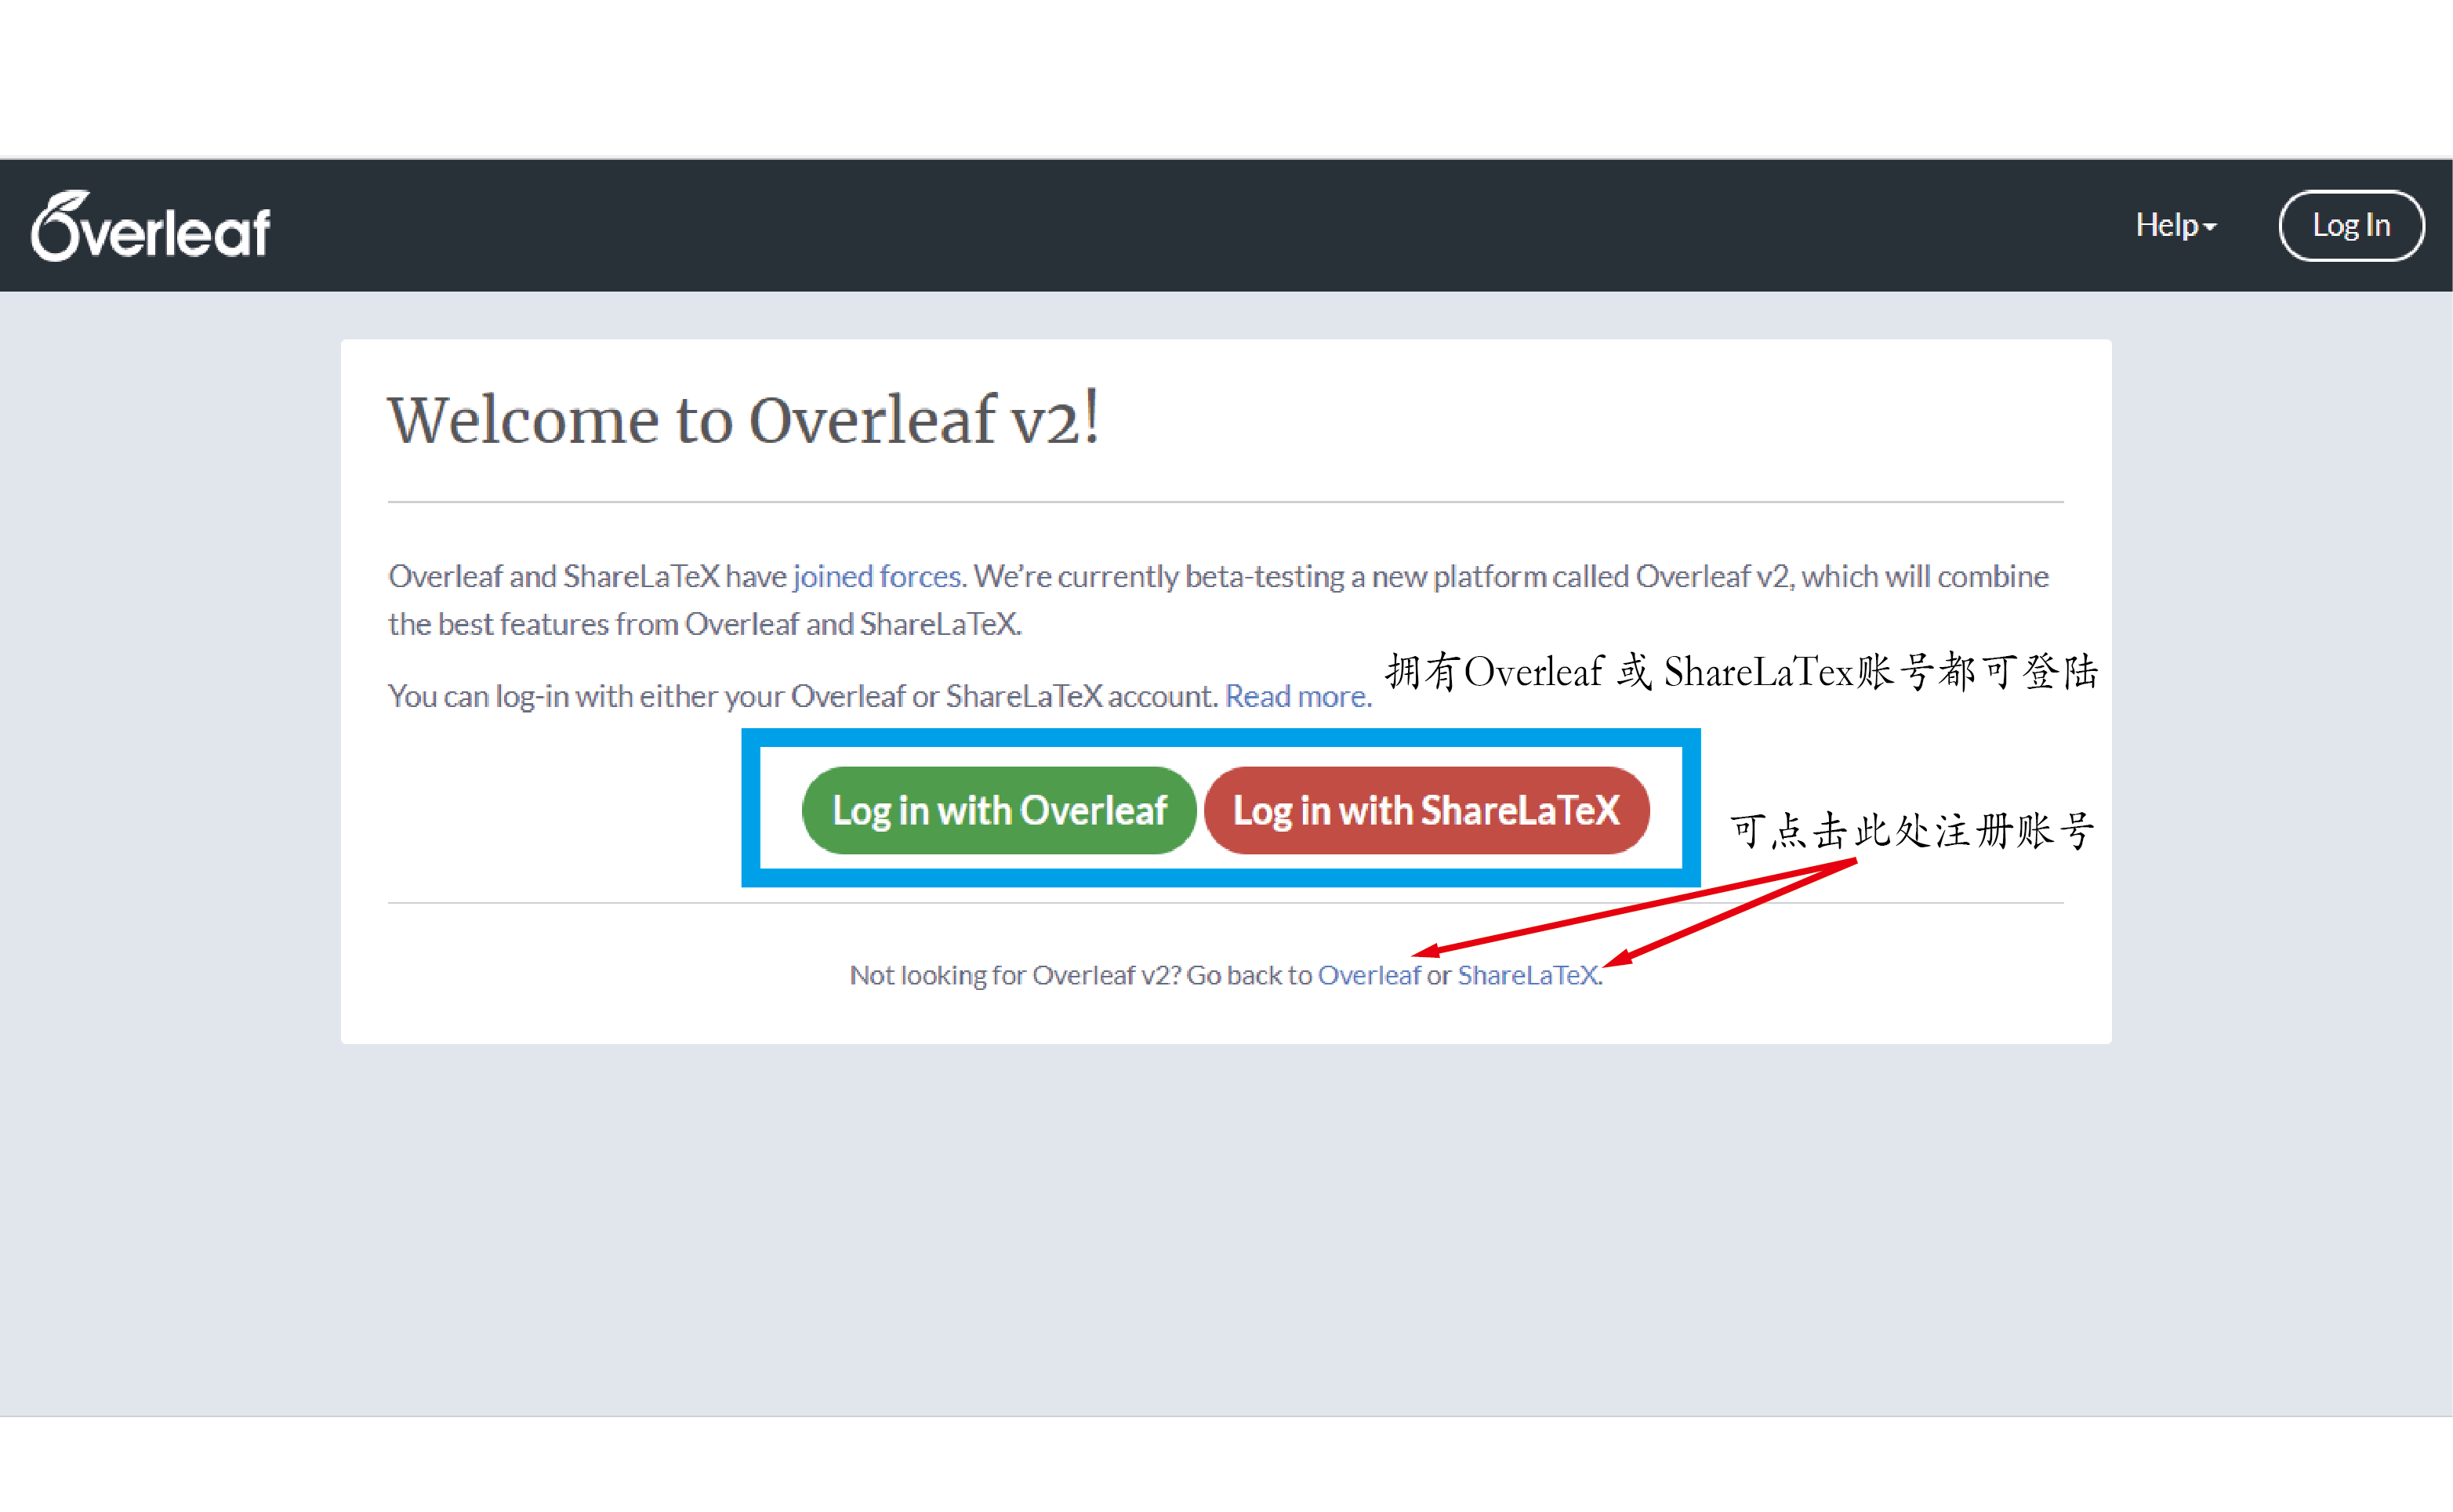 Overleaf
Help
Log In
Welcome to Overleaf v2!
Overleaf and ShareLaTeX have joined forces. We're currently beta-testing a new platform called Overleaf v2, which will combine
the best features from Overleaf and ShareLaTeX.
You can log-in with either your Overleaf or ShareLaTeX account. Read more.
拥有Overleaf 或 ShareLaTex账号都可登陆
Log in with Overleaf
Log in with ShareLaTeX
可点击此处注册账号
Not looking for Overleaf v2? Go back to Overleaf or ShareLaTeX.